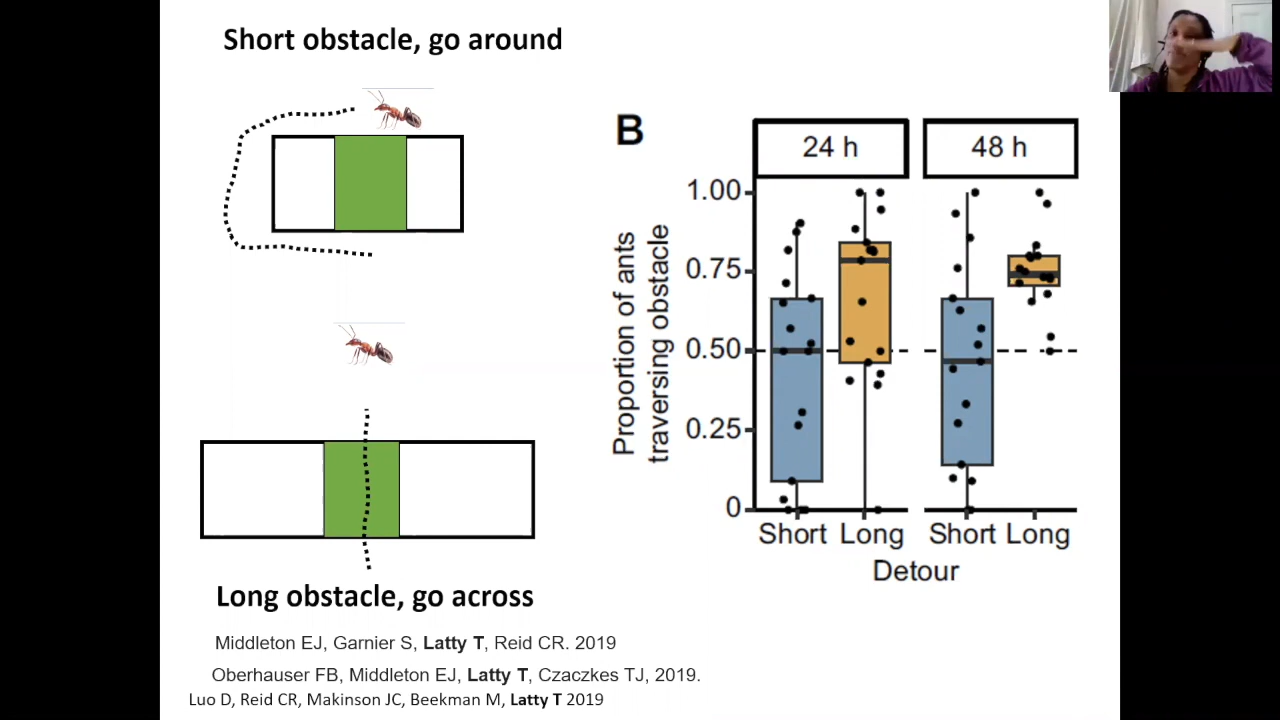 Short obstacle, go around
B
24 h
48 h
1.00
0.75
0.50
0.25
0
Proportion of ants
traversing obstacle
Short Long Short Long
Detour
Long obstacle, go across
Middleton EJ, Garnier S, Latty T, Reid CR. 2019
Oberhauser FB, Middleton EJ, Latty T, Czaczkes TJ, 2019.
Luo D, Reid CR, Makinson JC, Beekman M, Latty T 2019